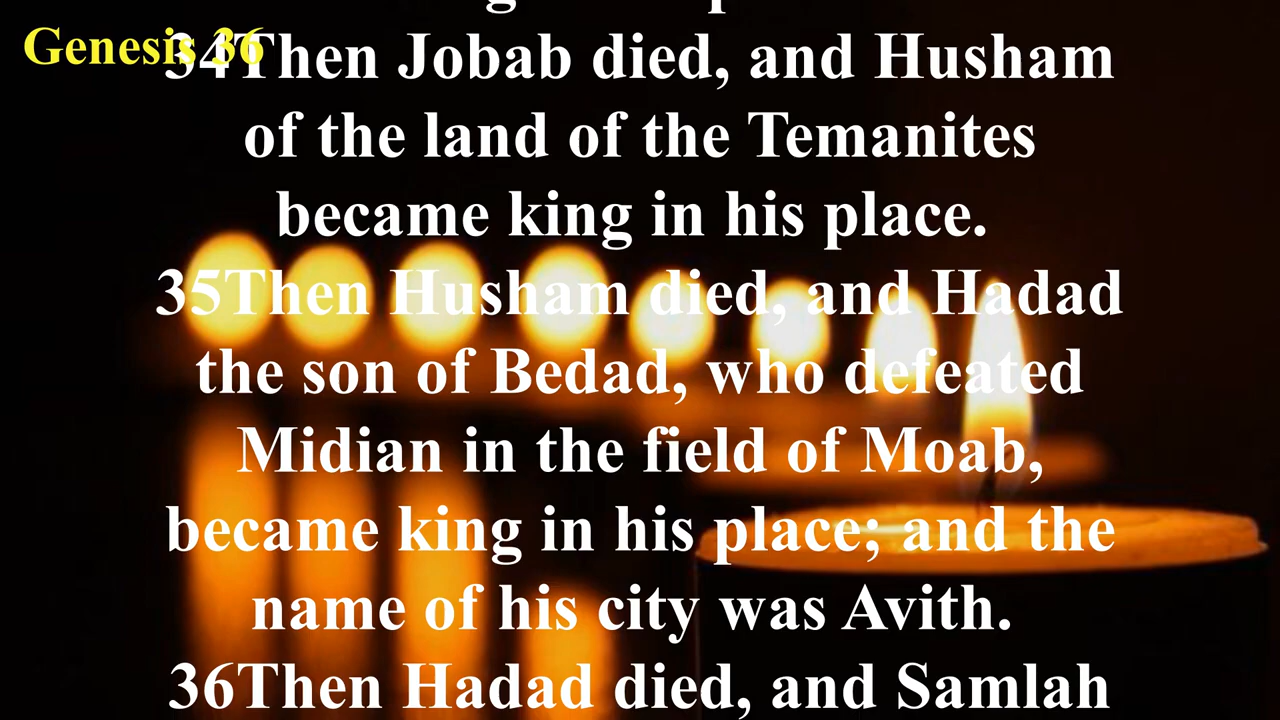 Genesis 36
34Then Jobab died, and Husham
of the land of the Temanites
became king in his place.
35Then Husham died, and Hadad
the son of Bedad, who defeated
Midian in the field of Moab,
became king in his place; and the
name of his city was Avith.
36Then Hadad died, and Samlah